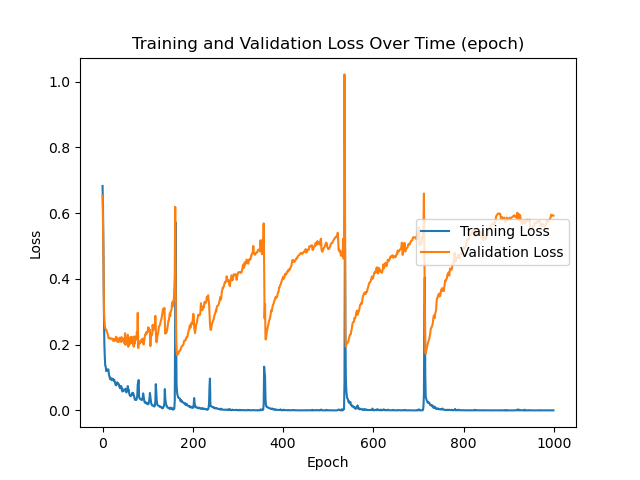 Training and Validation Loss Over Time (epoch)
Loss
1.0
0.8
0.6
0.4
0.2
0.0
Training Loss
Validation Loss
0 200 400 600 800 1000
Epoch